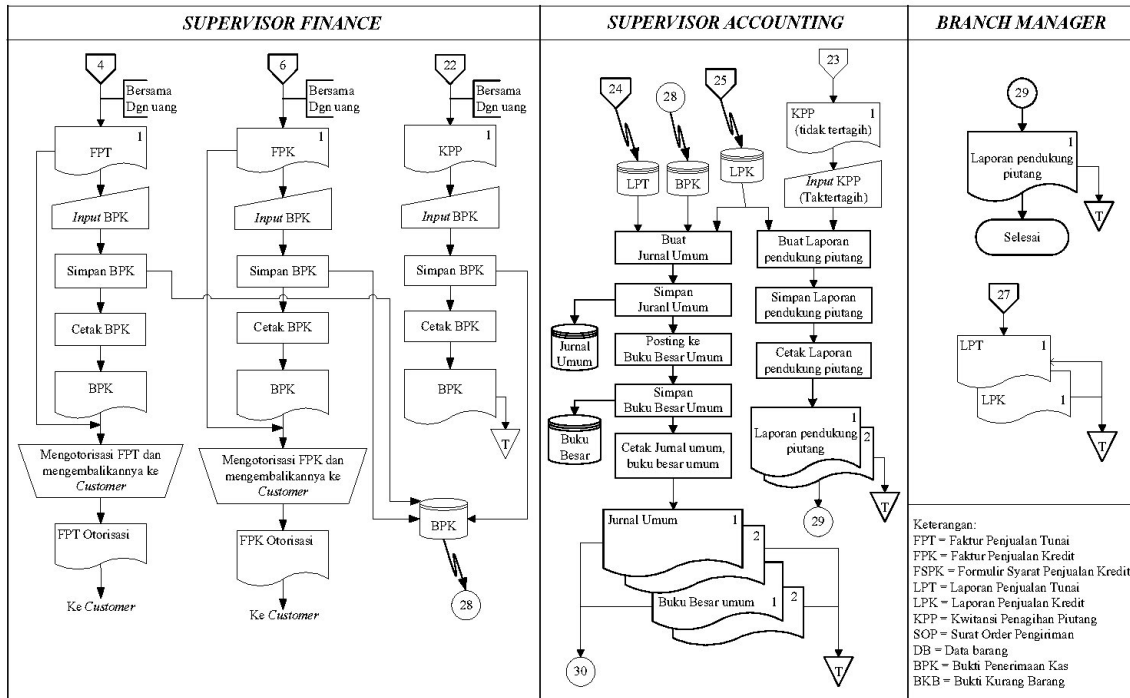 SUPERVISOR FINANCE
4
Bersama
Dgn uang
1
FPT
Input BPK
Simpan BPK
Cetak BPK
BPK
Mengotorisasi FPT dan
mengembalikannya ke
Customer
FPT Otorisasi
Ke Customer
6
Bersama
Dgn uang
1
FPK
Input BPK
Simpan BPK
Cetak BPK
BPK
Mengotorisasi FPK dan
mengembalikannya ke
Customer
FPK Otorisasi
Ke Customer
22
Bersama
Dgn uang
1
KPP
Input BPK
Simpan BPK
Cetak BPK
BPK
T
BPK
28
SUPERVISOR ACCOUNTING
24
28
25
23
LPT
BPK
LPK
KPP 1
(tidak tertagih)
Input KPP
(Taktertagih)
Buat
Jurnal Umum
Simpan
Juranl Umum
Jurnal
Umum
Posting ke
Buku Besar Umum
Simpan
Buku Besar Umum
Buku
Besar
Cetak Jurnal umum,
buku besar umum
Buat Laporan
pendukung piutang
Simpan Laporan
pendukung piutang
Cetak Laporan
pendukung piutang
1
Laporan pendukung
piutang
2
T
29
Jurnal Umum 1
2
Buku Besar umum 1
2
30
T
BRANCH MANAGER
29
1
Laporan pendukung
piutang
T
Selesai
27
LPT 1
LPK 1
T
Keterangan:
FPT = Faktur Penjualan Tunai
FPK = Faktur Penjualan Kredit
FSPK = Formulir Syarat Penjualan Kredit
LPT = Laporan Penjualan Tunai
LPK = Laporan Penjualan Kredit
KPP = Kwitansi Penagihan Piutang
SOP = Surat Order Pengiriman
DB = Data barang
BPK = Bukti Penerimaan Kas
BKB = Bukti Kurang Barang